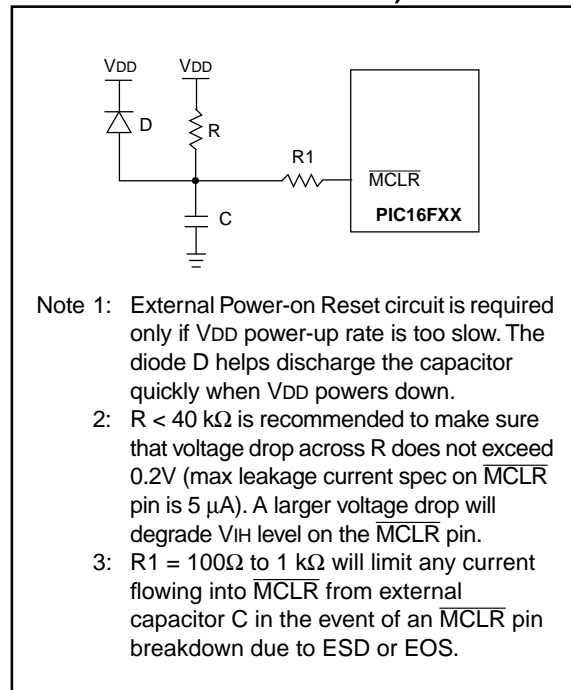 VDD VDD
D
R
R1
MCLR
PIC16FXX
C
Note 1: External Power-on Reset circuit is required
only if VDD power-up rate is too slow. The
diode D helps discharge the capacitor
quickly when VDD powers down.
2: R < 40 kΩ is recommended to make sure
that voltage drop across R does not exceed
0.2V (max leakage current spec on MCLR
pin is 5 μA). A larger voltage drop will
degrade VIH level on the MCLR pin.
3: R1 = 100Ω to 1 kΩ will limit any current
flowing into MCLR from external
capacitor C in the event of an MCLR pin
breakdown due to ESD or EOS.